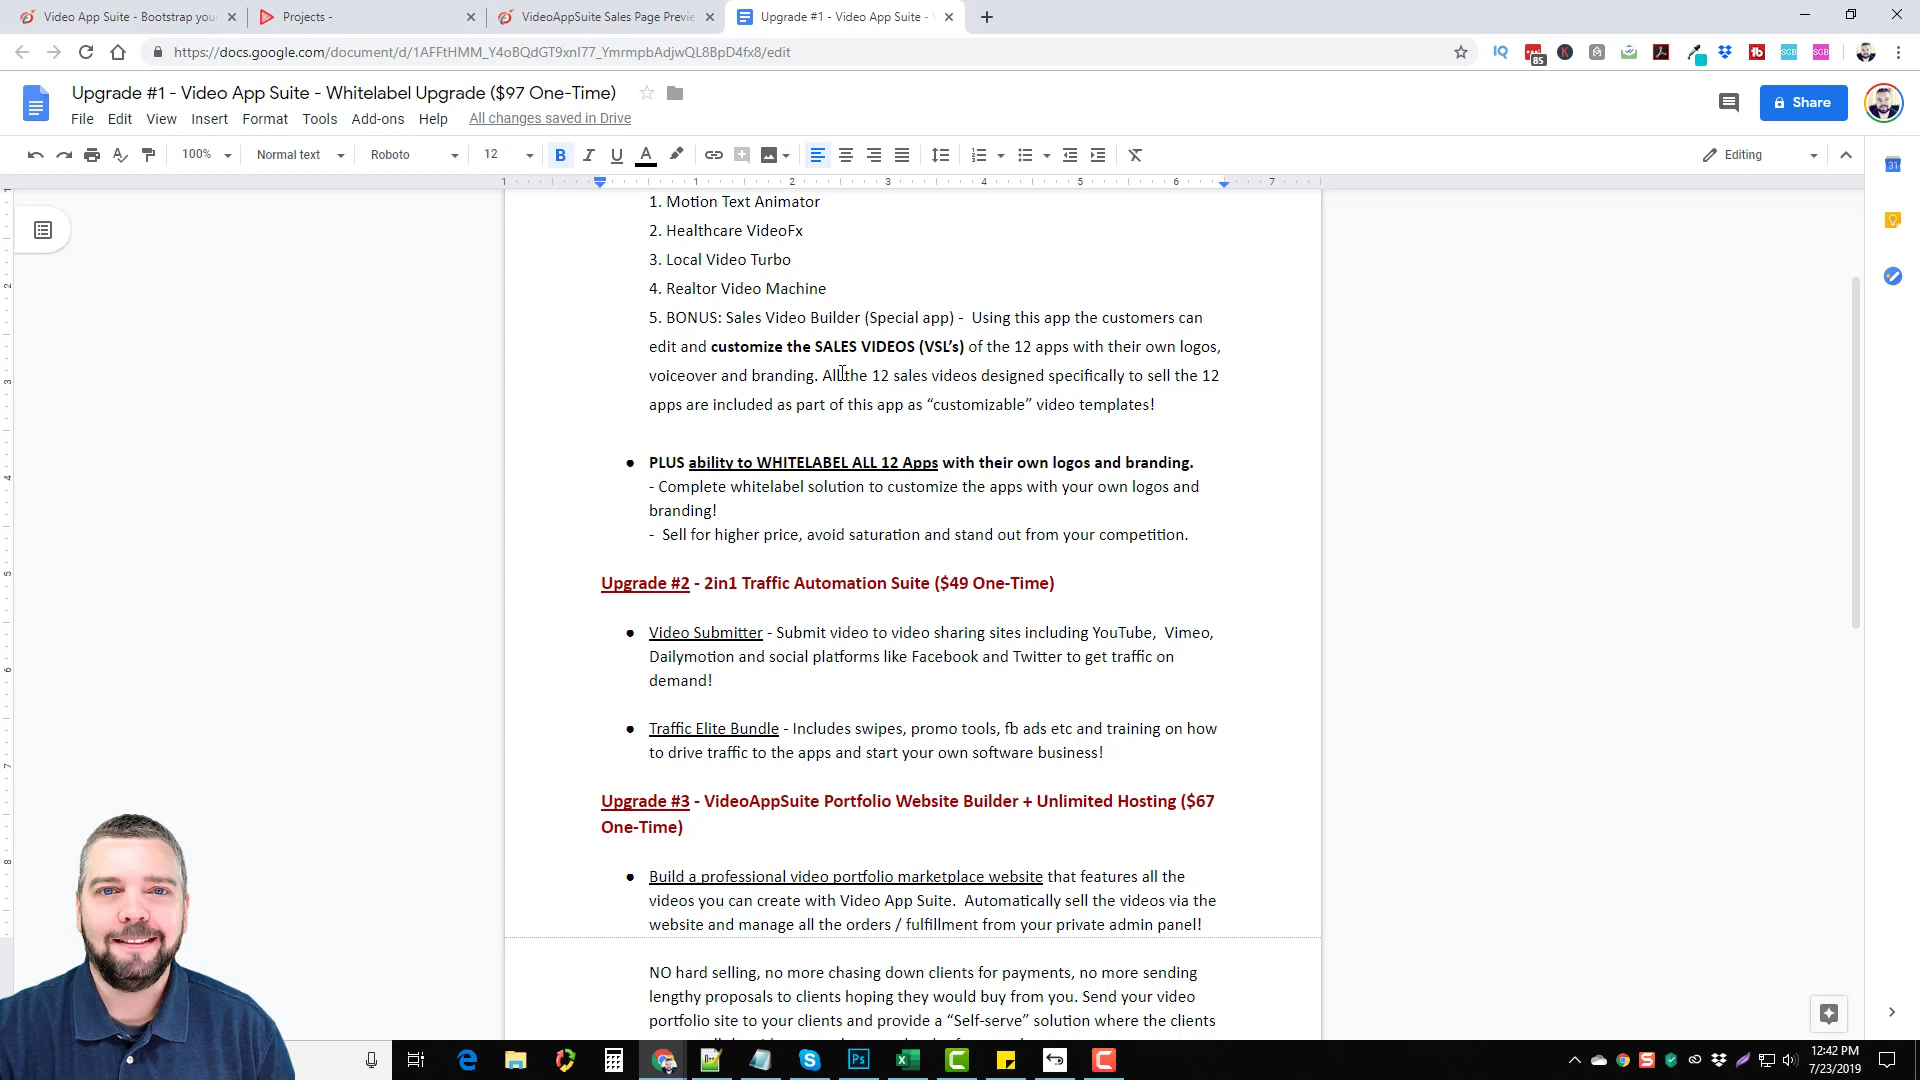 Video App Suite - Bootstrap you
Projects -
VideoAppSuite Sales Page Previe
Upgrade #1 - Video App Suite -
https://docs.google.com/document/d/1AFFtHMM_Y4oBQdGT9xnI77_YmrmpbAdjwQL8BpD4fx8/edit
Upgrade #1 - Video App Suite - Whitelabel Upgrade ($97 One-Time)
File Edit View Insert Format Tools Add-ons Help All changes saved in Drive
Share
100% Normal text Roboto 12 B I U A Editing
1 1 2 3 4 5 6 7
1. Motion Text Animator
2. Healthcare VideoFx
3. Local Video Turbo
4. Realtor Video Machine
5. BONUS: Sales Video Builder (Special app) - Using this app the customers can
edit and customize the SALES VIDEOS (VSL’s) of the 12 apps with their own logos,
voiceover and branding. All the 12 sales videos designed specifically to sell the 12
apps are included as part of this app as “customizable” video templates!
● PLUS ability to WHITELABEL ALL 12 Apps with their own logos and branding.
- Complete whitelabel solution to customize the apps with your own logos and
branding!
- Sell for higher price, avoid saturation and stand out from your competition.
Upgrade #2 - 2in1 Traffic Automation Suite ($49 One-Time)
● Video Submitter - Submit video to video sharing sites including YouTube, Vimeo,
Dailymotion and social platforms like Facebook and Twitter to get traffic on
demand!
● Traffic Elite Bundle - Includes swipes, promo tools, fb ads etc and training on how
to drive traffic to the apps and start your own software business!
Upgrade #3 - VideoAppSuite Portfolio Website Builder + Unlimited Hosting ($67
One-Time)
● Build a professional video portfolio marketplace website that features all the
videos you can create with Video App Suite. Automatically sell the videos via the
website and manage all the orders / fulfillment from your private admin panel!
NO hard selling, no more chasing down clients for payments, no more sending
lengthy proposals to clients hoping they would buy from you. Send your video
portfolio site to your clients and provide a “Self-serve” solution where the clients
12:42 PM
7/23/2019